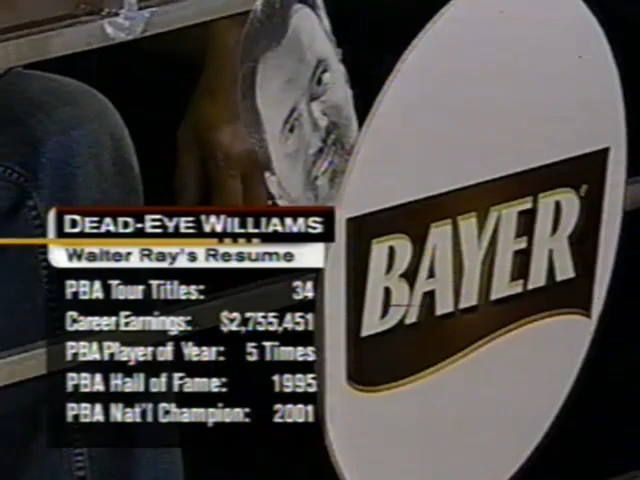 DEAD-EYE WILLIAMS
Walter Ray's Resume
PBA Tour Titles: 34
Career Earnings: $2,755,451
PBA Player of Year: 5 Times
PBA Hall of Fame: 1995
PBA Nat'l Champion: 2001
BAYER